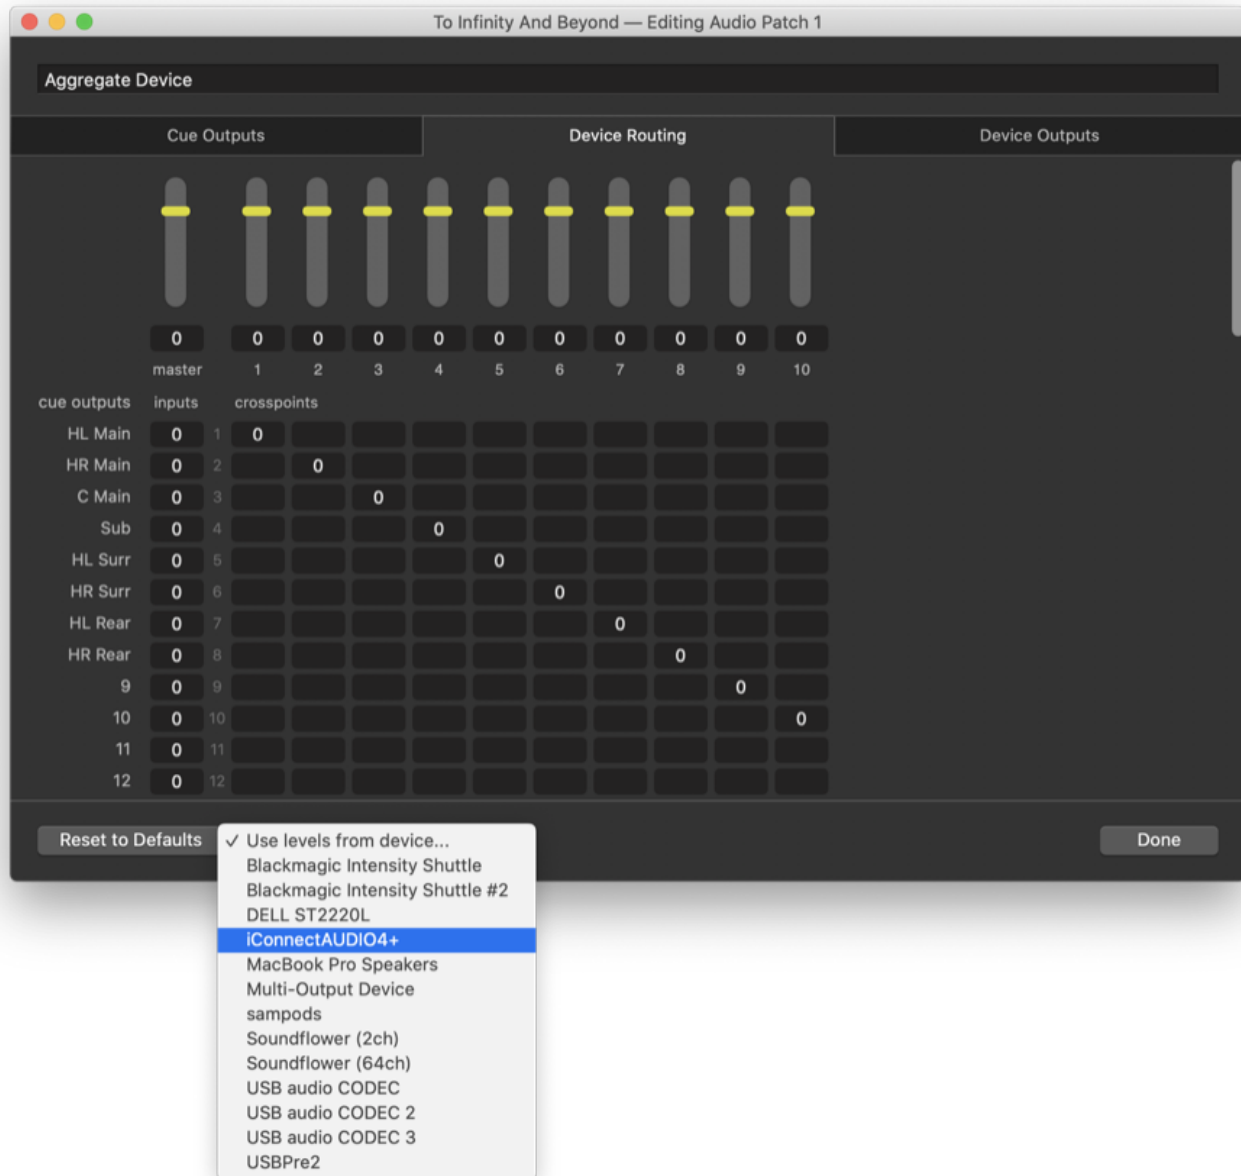 To Infinity And Beyond — Editing Audio Patch 1
Aggregate Device
Cue Outputs Device Routing Device Outputs
0 0 0 0 0 0 0 0 0 0 0
master 1 2 3 4 5 6 7 8 9 10
cue outputs inputs crosspoints
HL Main 0 1 0
HR Main 0 2 0
C Main 0 3 0
Sub 0 4 0
HL Surr 0 5 0
HR Surr 0 6 0
HL Rear 0 7 0
HR Rear 0 8 0
9 0 9 0
10 0 10 0
11 0 11
12 0 12
Reset to Defaults ✓ Use levels from device... Done
Blackmagic Intensity Shuttle
Blackmagic Intensity Shuttle #2
DELL ST2220L
iConnectAUDIO4+
MacBook Pro Speakers
Multi-Output Device
sampods
Soundflower (2ch)
Soundflower (64ch)
USB audio CODEC
USB audio CODEC 2
USB audio CODEC 3
USBPre2